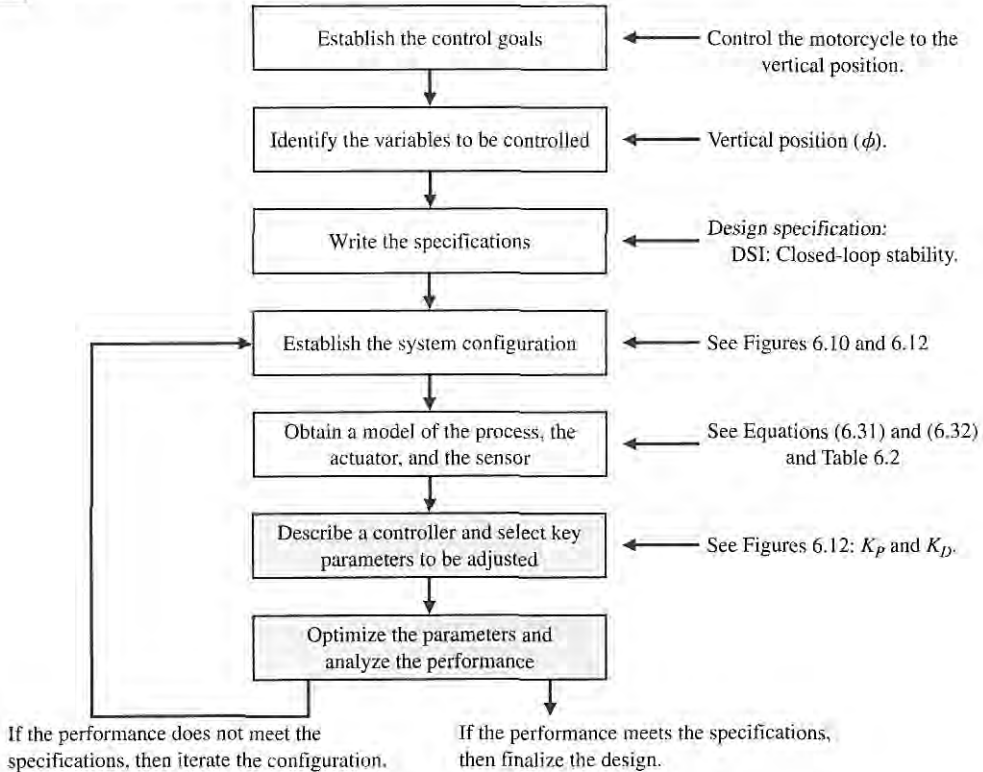 Establish the control goals
Control the motorcycle to the
vertical position.
Identify the variables to be controlled
Vertical position (ϕ).
Write the specifications
Design specification:
DSI: Closed-loop stability.
Establish the system configuration
See Figures 6.10 and 6.12
Obtain a model of the process, the
actuator, and the sensor
See Equations (6.31) and (6.32)
and Table 6.2
Describe a controller and select key
parameters to be adjusted
See Figures 6.12: K_P and K_D.
Optimize the parameters and
analyze the performance
If the performance does not meet the
specifications, then iterate the configuration.
If the performance meets the specifications,
then finalize the design.